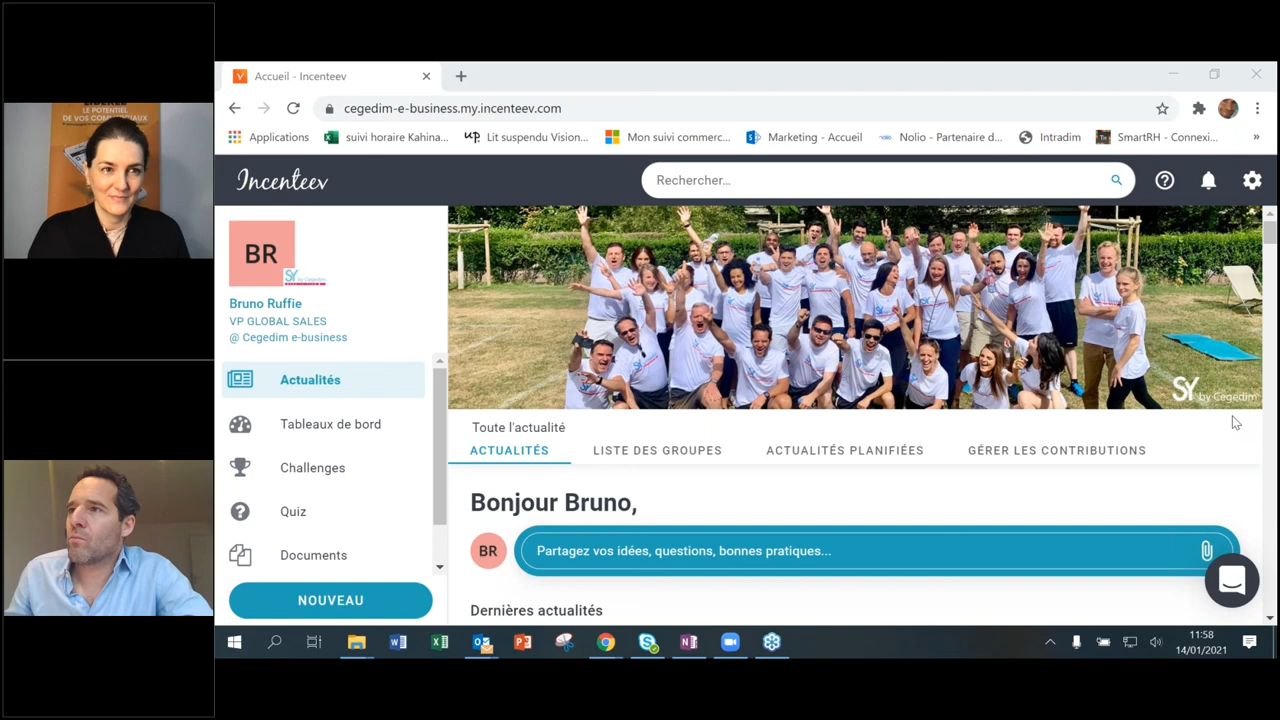 LIBÉREZ
LE POTENTIEL
DE VOS COMMERCIAUX
Accueil - Incenteev
cegedim-e-business.my.incenteev.com
Applications
suivi horaire Kahina...
Lit suspendu Vision...
Mon suivi commerc...
Marketing - Accueil
Nolio - Partenaire d...
Intradim
SmartRH - Connexi...
»
Incenteev
Rechercher...
BR
SY by Cegedim
Bruno Ruffie
VP GLOBAL SALES
@ Cegedim e-business
Actualités
Tableaux de bord
Challenges
Quiz
Documents
NOUVEAU
SY by Cegedim
Toute l'actualité
ACTUALITÉS
LISTE DES GROUPES
ACTUALITÉS PLANIFIÉES
GÉRER LES CONTRIBUTIONS
Bonjour Bruno,
BR
Partagez vos idées, questions, bonnes pratiques...
Dernières actualités
11:58
14/01/2021